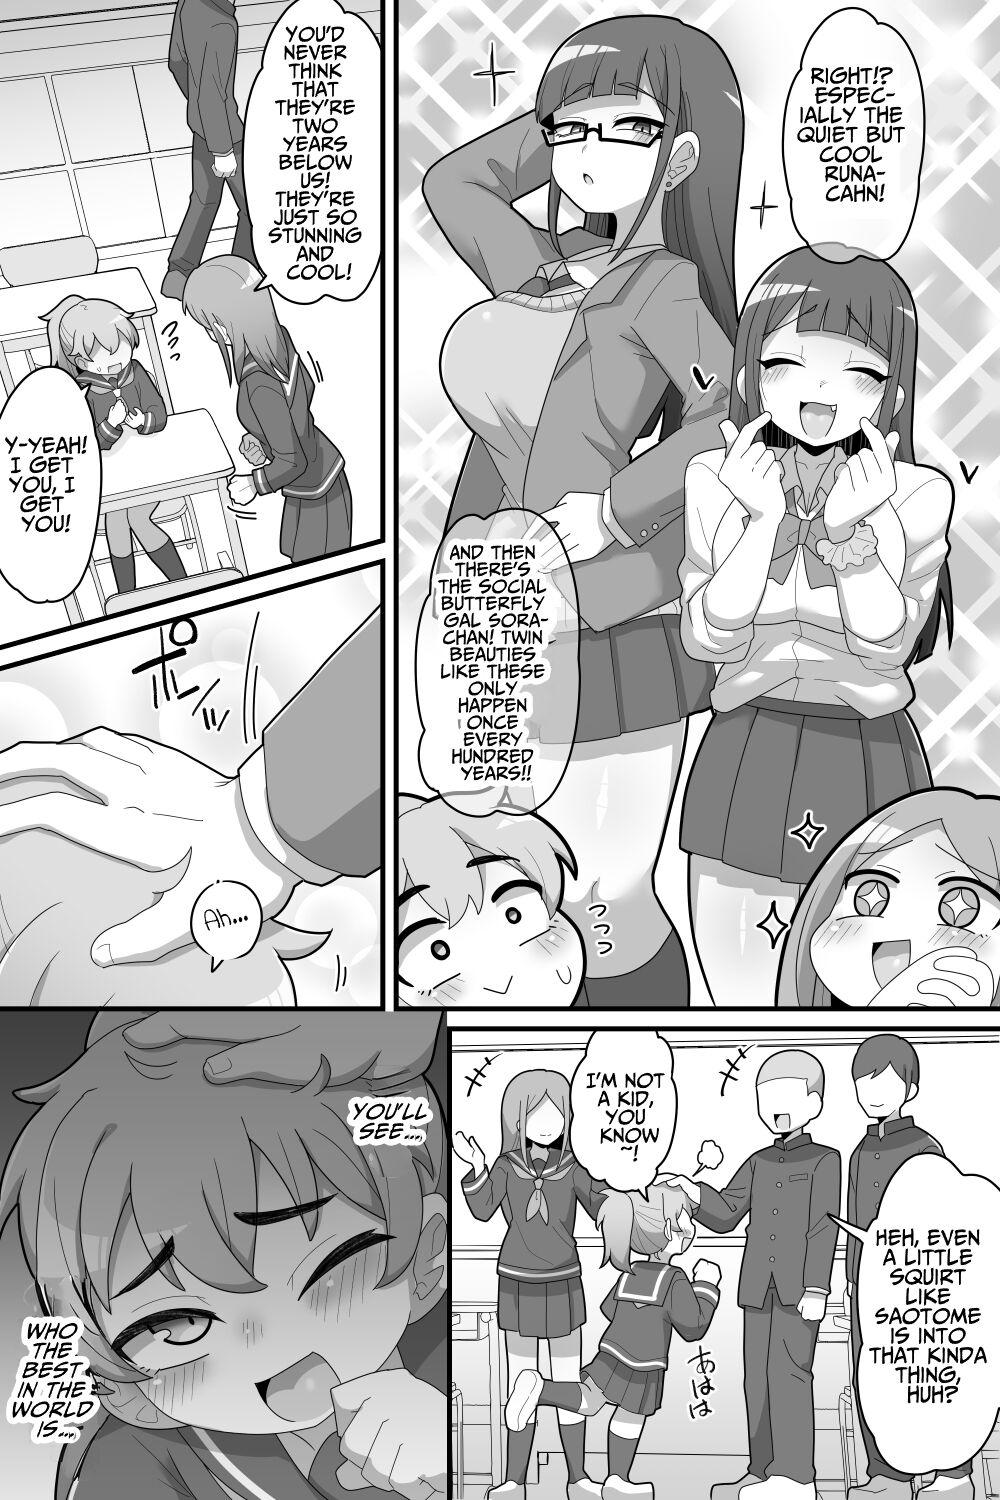 RIGHT!?
ESPEC-
IALLY THE
QUIET BUT
COOL
RUNA-
CAHN!
AND THEN
THERE'S
THE SOCIAL
BUTTERFLY
GAL SORA-
CHAN! TWIN
BEAUTIES
LIKE THESE
ONLY
HAPPEN
ONCE
EVERY
HUNDRED
YEARS!!
っっっ
YOU'D
NEVER
THINK
THAT
THEY'RE
TWO
YEARS
BELOW
US!
THEY'RE
JUST SO
STUNNING
AND
COOL!
Y-YEAH!
I GET
YOU, I
GET
YOU!
ポン
Ah...
I'M NOT
A KID,
YOU
KNOW
~!
HEH, EVEN
A LITTLE
SQUIRT
LIKE
SAOTOME
IS INTO
THAT KINDA
THING,
HUH?
あはは
YOU'LL
SEE...
WHO
THE
BEST
IN THE
WORLD
IS...